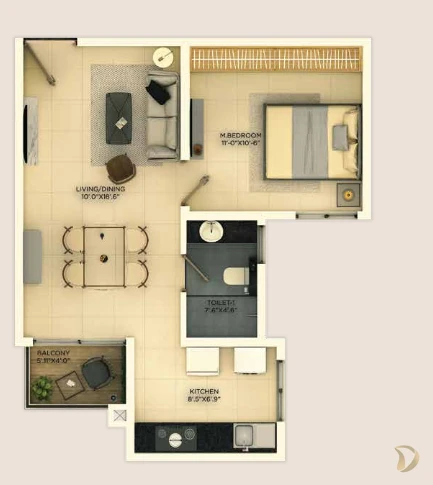 M.BEDROOM
11'-0"X10'-6"
LIVING/DINING
10'.0"X16'.6"
TOILET-1
7'.6"X4'.6"
BALCONY
5'.11"X4'.0"
KITCHEN
8'.5"X6'.9"